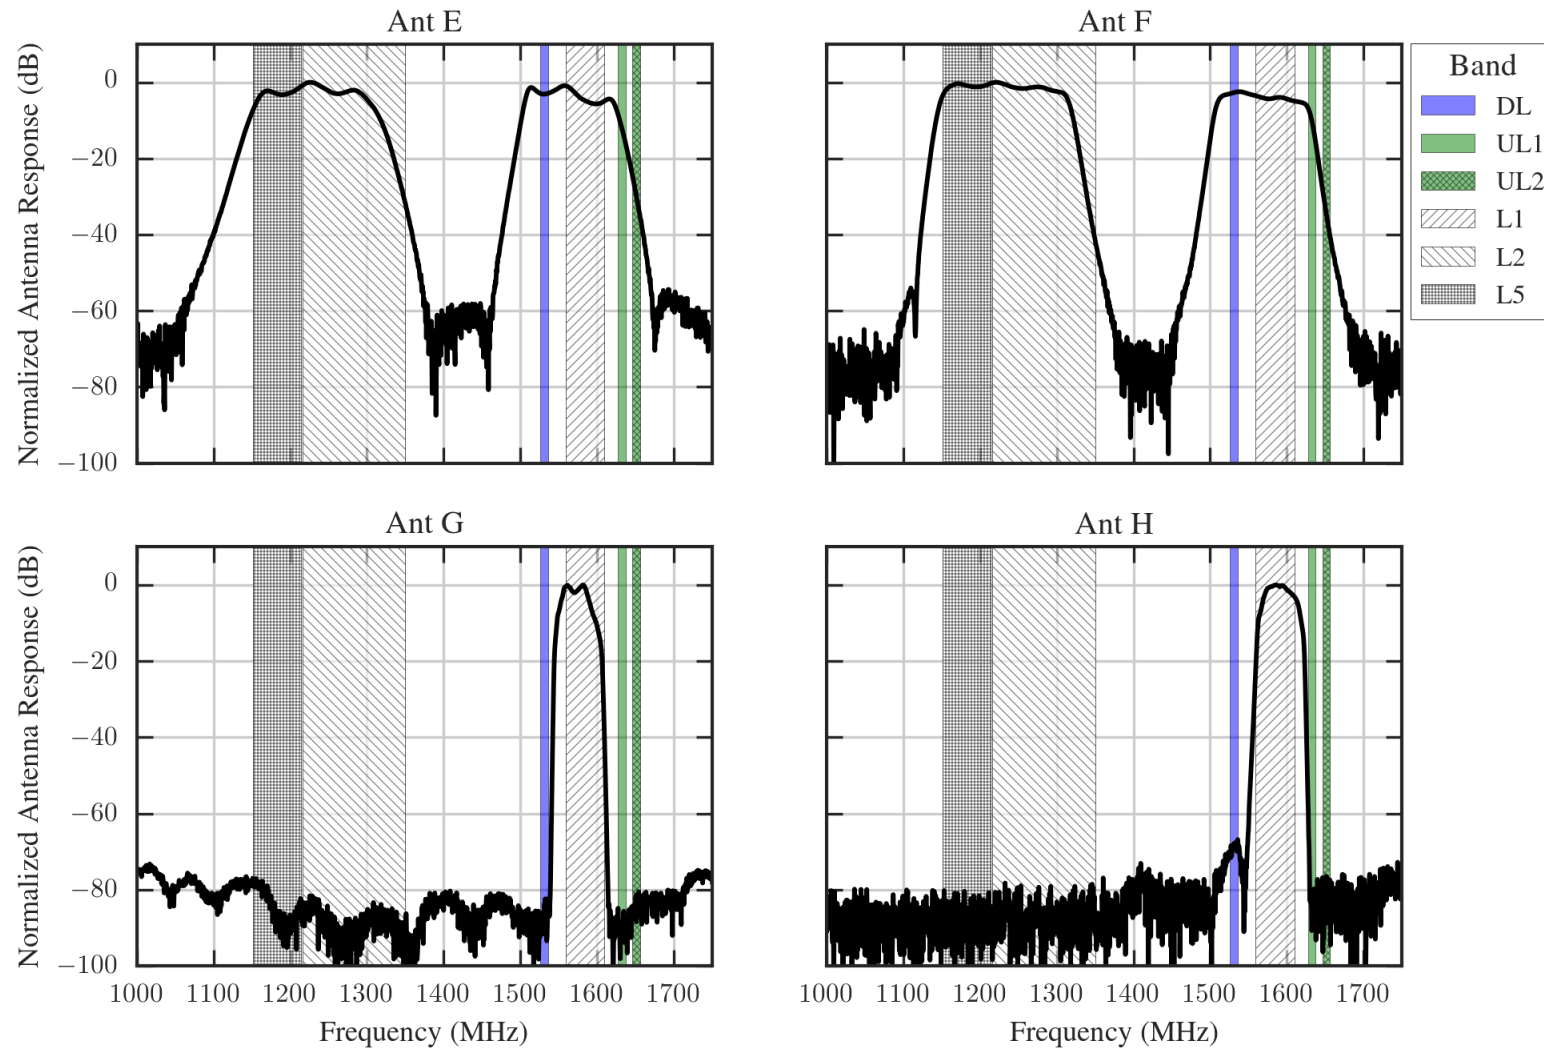 Ant E
Ant F
Normalized Antenna Response (dB)
0
−20
−40
−60
−80
−100
Band
DL
UL1
UL2
L1
L2
L5
Ant G
Ant H
Normalized Antenna Response (dB)
0
−20
−40
−60
−80
−100
1000 1100 1200 1300 1400 1500 1600 1700
1000 1100 1200 1300 1400 1500 1600 1700
Frequency (MHz)
Frequency (MHz)